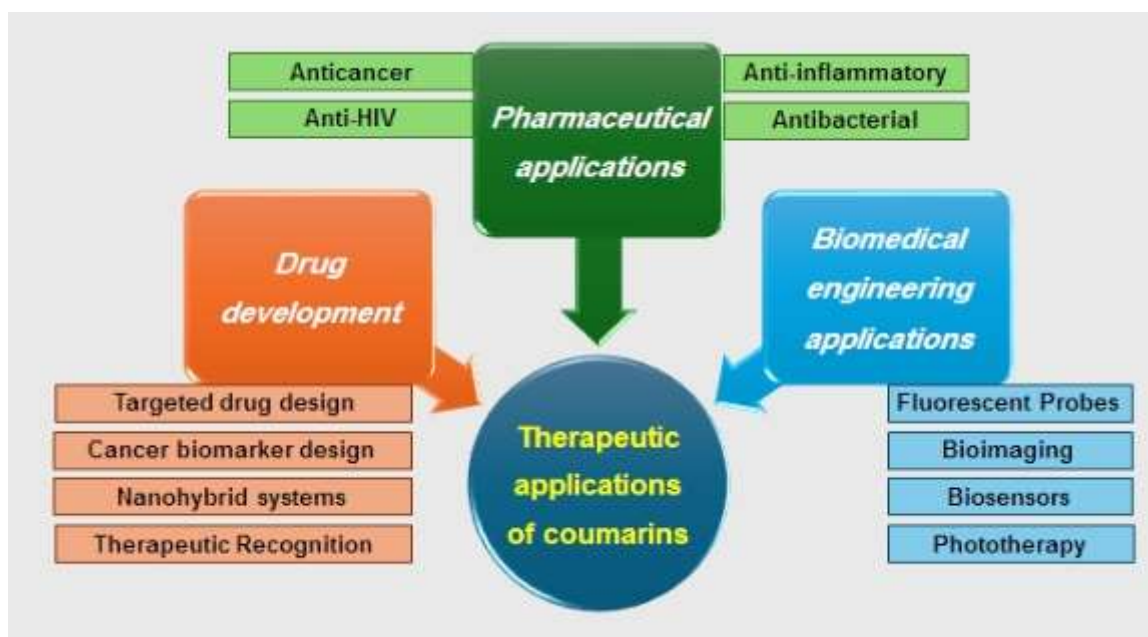 Anticancer
Anti-HIV
Pharmaceutical
applications
Anti-inflammatory
Antibacterial
Drug
development
Biomedical
engineering
applications
Targeted drug design
Cancer biomarker design
Nanohybrid systems
Therapeutic Recognition
Therapeutic
applications
of coumarins
Fluorescent Probes
Bioimaging
Biosensors
Phototherapy